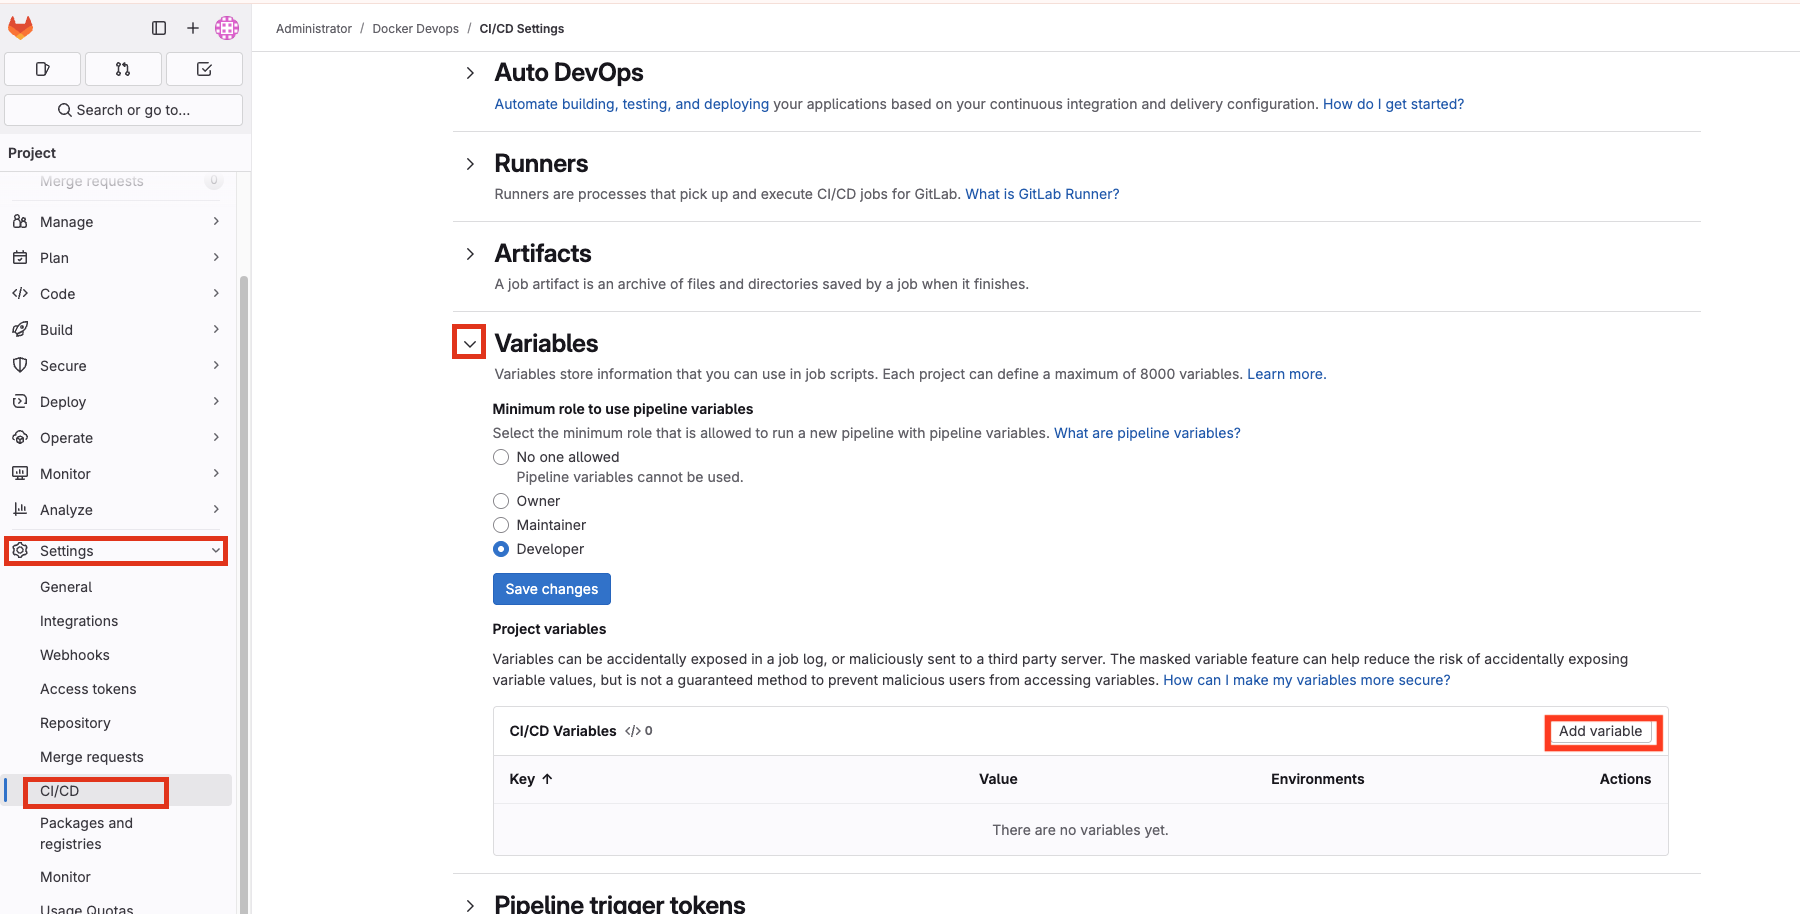 Administrator / Docker Devops / CI/CD Settings
Search or go to...
Project
Merge requests 0
Manage
Plan
Code
Build
Secure
Deploy
Operate
Monitor
Analyze
Settings
General
Integrations
Webhooks
Access tokens
Repository
Merge requests
CI/CD
Packages and
registries
Monitor
Usage Quotas
Auto DevOps
Automate building, testing, and deploying your applications based on your continuous integration and delivery configuration. How do I get started?
Runners
Runners are processes that pick up and execute CI/CD jobs for GitLab. What is GitLab Runner?
Artifacts
A job artifact is an archive of files and directories saved by a job when it finishes.
Variables
Variables store information that you can use in job scripts. Each project can define a maximum of 8000 variables. Learn more.
Minimum role to use pipeline variables
Select the minimum role that is allowed to run a new pipeline with pipeline variables. What are pipeline variables?
No one allowed
Pipeline variables cannot be used.
Owner
Maintainer
Developer
Save changes
Project variables
Variables can be accidentally exposed in a job log, or maliciously sent to a third party server. The masked variable feature can help reduce the risk of accidentally exposing
variable values, but is not a guaranteed method to prevent malicious users from accessing variables. How can I make my variables more secure?
CI/CD Variables </> 0
Add variable
Key ↑ Value Environments Actions
There are no variables yet.
Pipeline trigger tokens